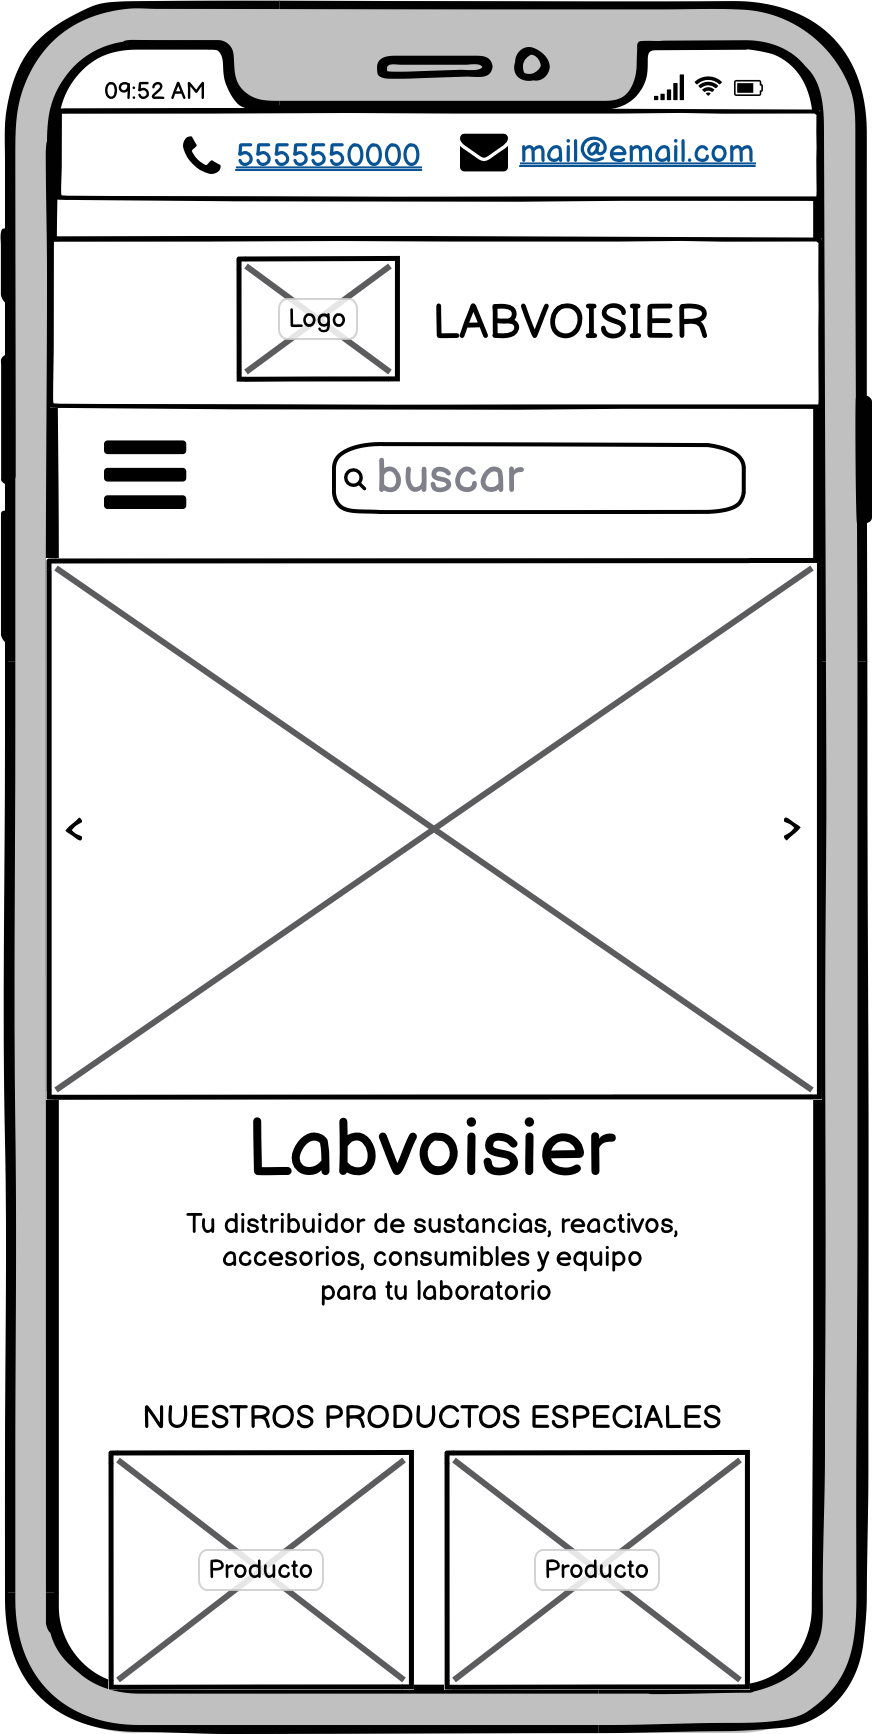 09:52 AM
5555550000 mail@email.com
Logo
LABVOISIER
buscar
Labvoisier
Tu distribuidor de sustancias, reactivos,
accesorios, consumibles y equipo
para tu laboratorio
NUESTROS PRODUCTOS ESPECIALES
Producto Producto